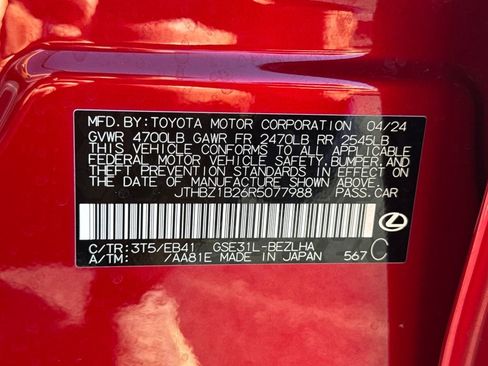 MFD. BY: TOYOTA MOTOR CORPORATION 04/24
GVWR 4700LB GAWR FR 2470LB RR 2545LB
THIS VEHICLE CONFORMS TO ALL APPLICABLE
FEDERAL MOTOR VEHICLE SAFETY, BUMPER, AND
THEFT PREVENTION STANDARDS IN EFFECT ON
THE DATE OF MANUFACTURE SHOWN ABOVE.
JTHBZ1B26R5077988 PASS.CAR
C/TR: 3T5/EB41 GSE31L-BEZLHA C
A/TM: /AA81E MADE IN JAPAN 567